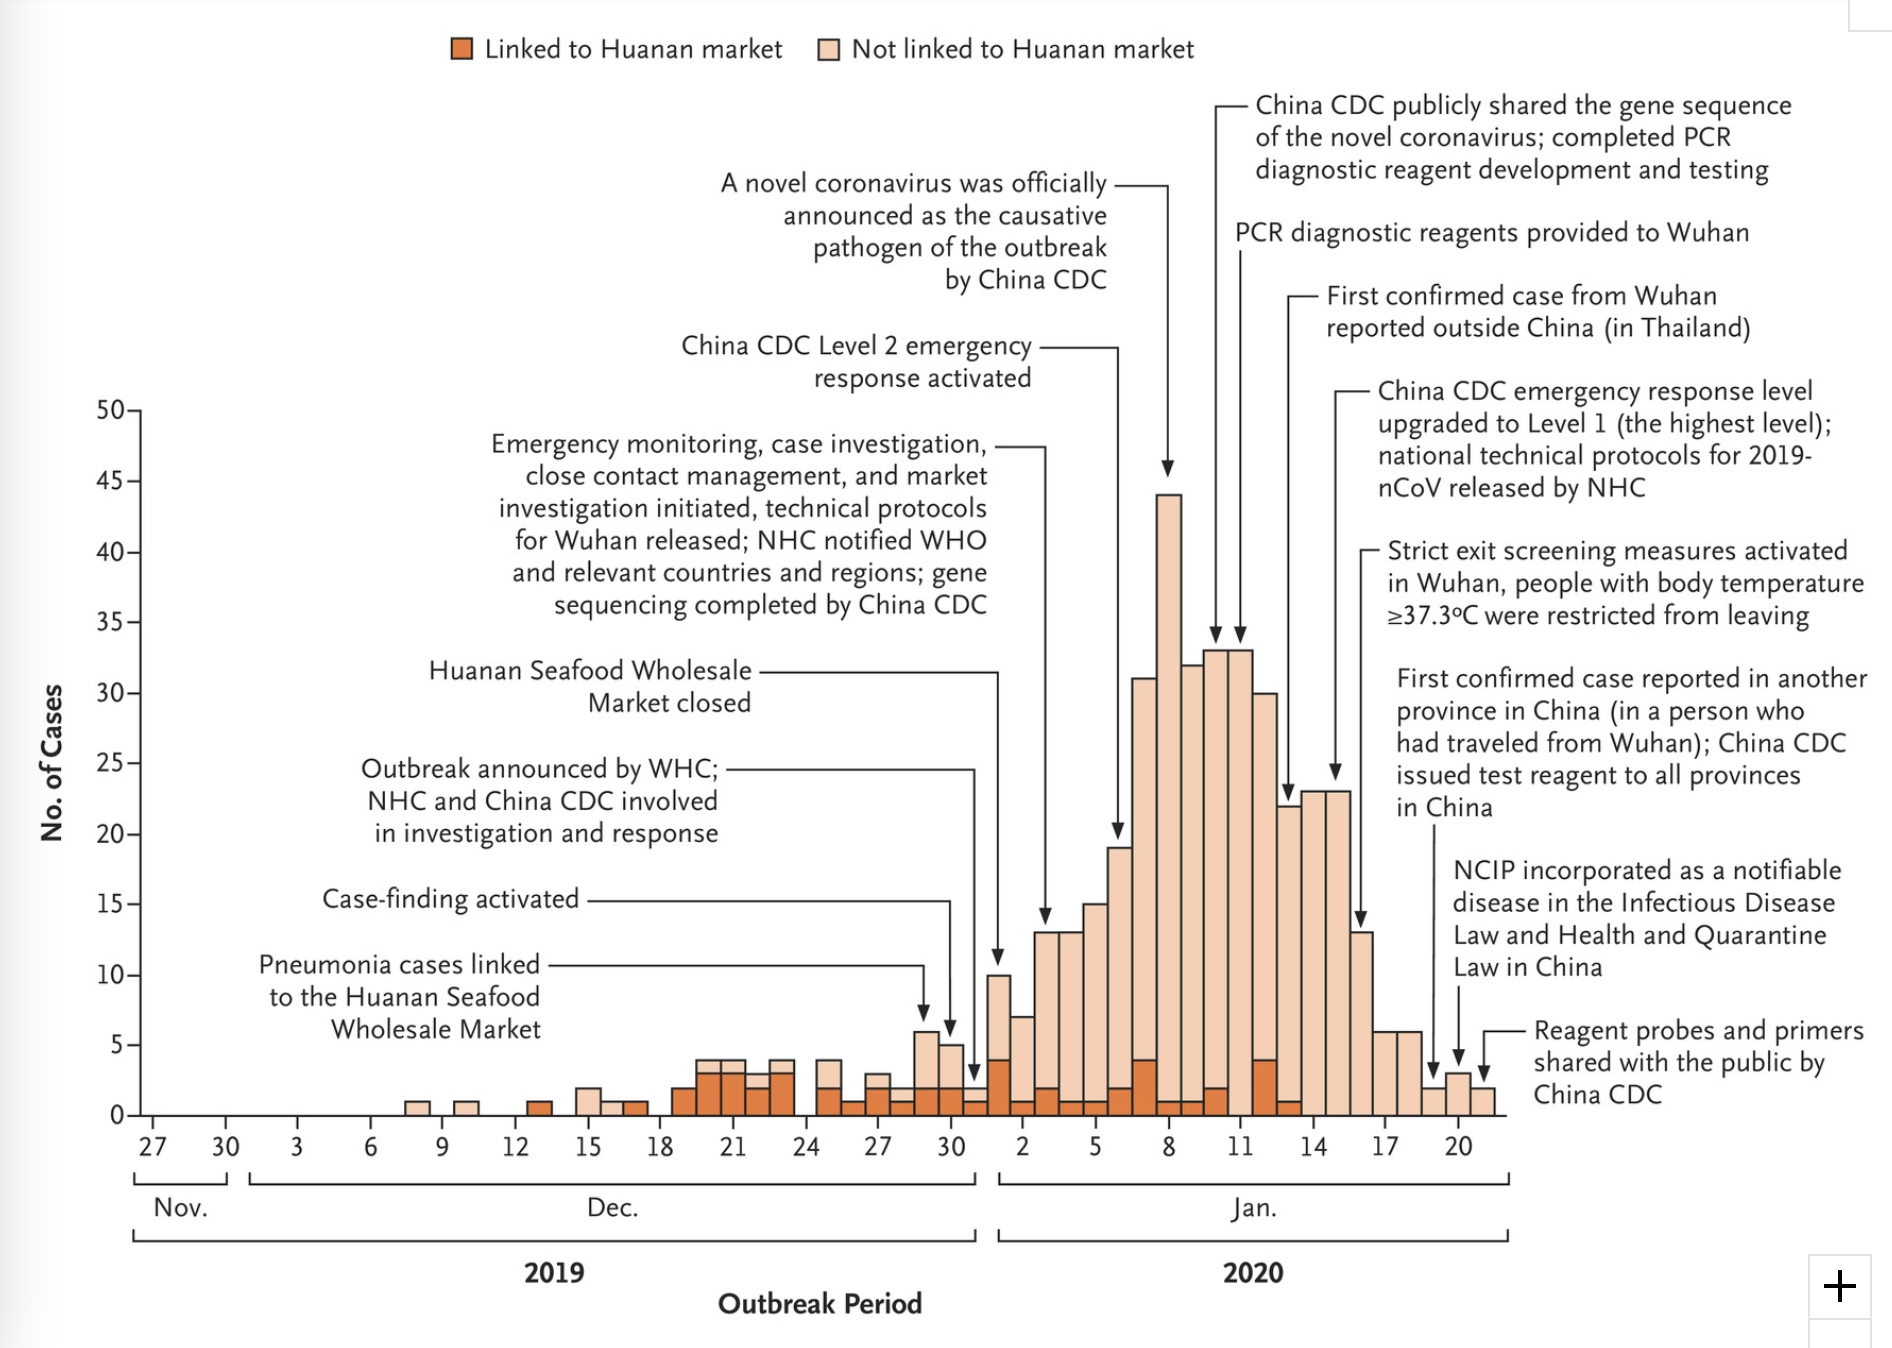 Linked to Huanan market
Not linked to Huanan market
China CDC publicly shared the gene sequence
of the novel coronavirus; completed PCR
diagnostic reagent development and testing
A novel coronavirus was officially
announced as the causative
pathogen of the outbreak
by China CDC
PCR diagnostic reagents provided to Wuhan
First confirmed case from Wuhan
reported outside China (in Thailand)
China CDC Level 2 emergency
response activated
China CDC emergency response level
upgraded to Level 1 (the highest level);
national technical protocols for 2019-
nCoV released by NHC
Emergency monitoring, case investigation,
close contact management, and market
investigation initiated, technical protocols
for Wuhan released; NHC notified WHO
and relevant countries and regions; gene
sequencing completed by China CDC
Strict exit screening measures activated
in Wuhan, people with body temperature
≥37.3ºC were restricted from leaving
Huanan Seafood Wholesale
Market closed
First confirmed case reported in another
province in China (in a person who
had traveled from Wuhan); China CDC
issued test reagent to all provinces
in China
Outbreak announced by WHC;
NHC and China CDC involved
in investigation and response
Case-finding activated
NCIP incorporated as a notifiable
disease in the Infectious Disease
Law and Health and Quarantine
Law in China
Pneumonia cases linked
to the Huanan Seafood
Wholesale Market
Reagent probes and primers
shared with the public by
China CDC
No. of Cases
50
45
40
35
30
25
20
15
10
5
0
27 30 3 6 9 12 15 18 21 24 27 30 2 5 8 11 14 17 20
Nov. Dec. Jan.
2019 2020
Outbreak Period